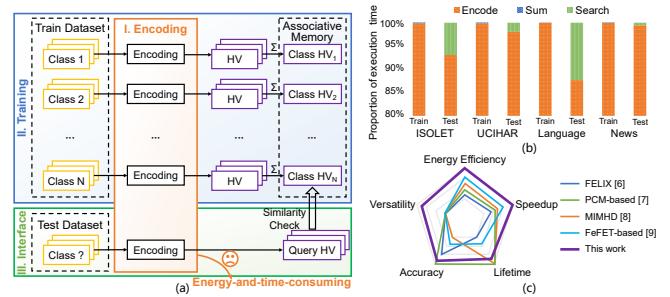 Train Dataset
I. Encoding
Associative
Memory
II. Training
Class 1
Encoding
HV
Σ
Class HV1
Class 2
Encoding
HV
Σ
Class HV2
...
...
...
...
Class N
Encoding
HV
Σ
Class HVN
Similarity
Check
III. Interface
Test Dataset
Class ?
Encoding
Query HV
Energy-and-time-consuming
(a)
Encode
Sum
Search
Proportion of execution time
100%
95%
90%
85%
80%
Train
Test
Train
Test
Train
Test
Train
Test
ISOLET
UCIHAR
Language
News
(b)
Energy Efficiency
Versatility
Speedup
Accuracy
Lifetime
FELIX [6]
PCM-based [7]
MIMHD [8]
FeFET-based [9]
This work
(c)